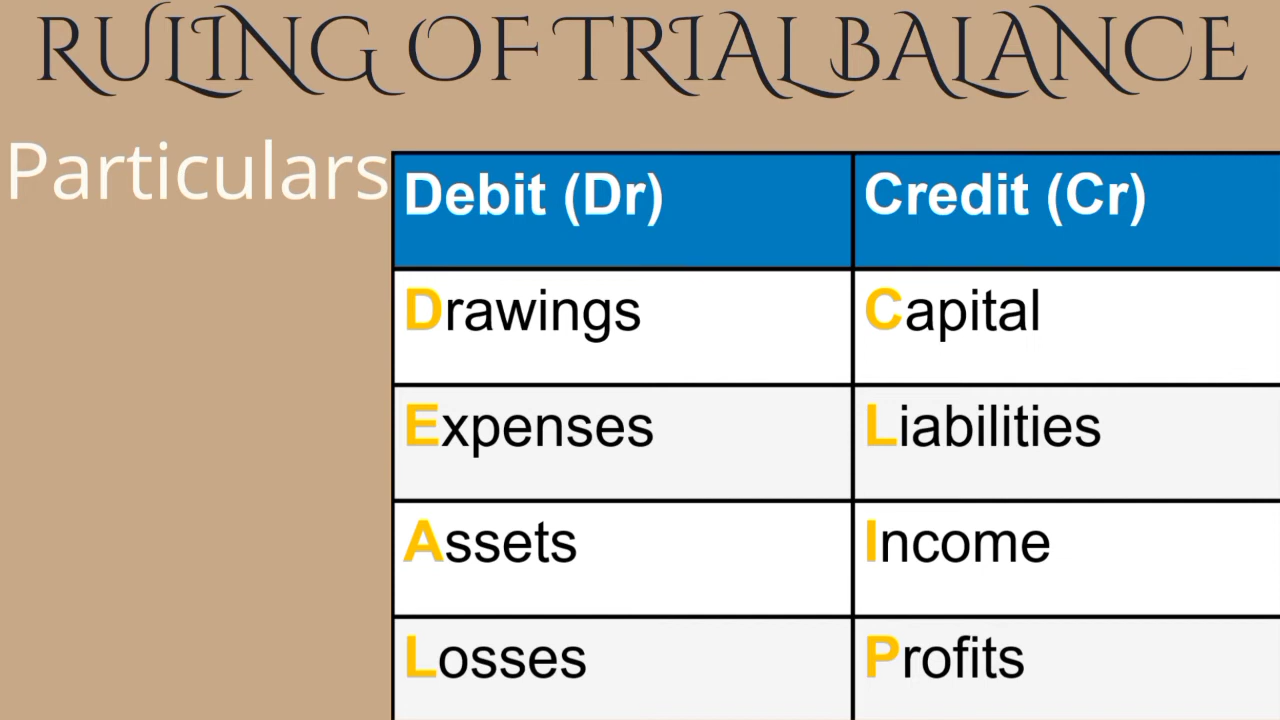 RULING OF TRIAL BALANCE
Particulars
Debit (Dr) Credit (Cr)
Drawings Capital
Expenses Liabilities
Assets Income
Losses Profits